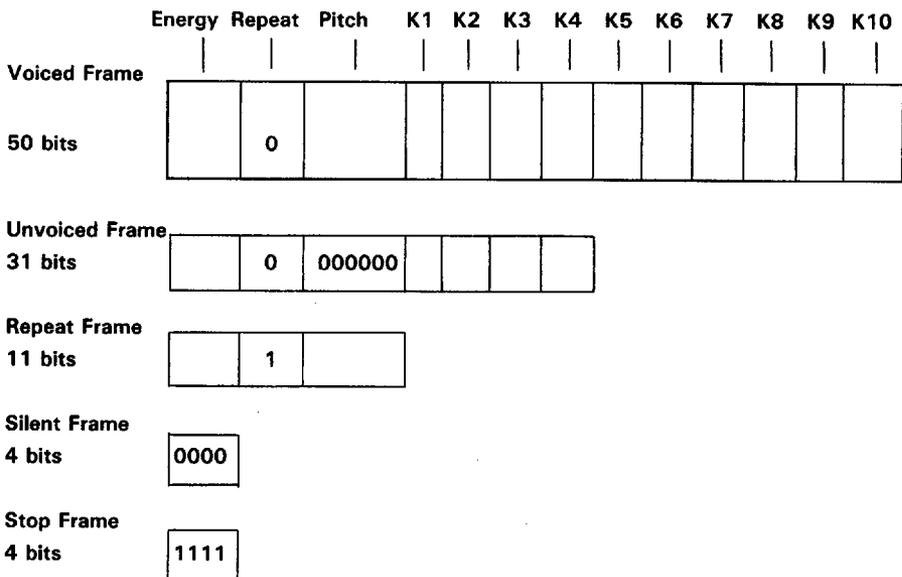 Energy Repeat Pitch K1 K2 K3 K4 K5 K6 K7 K8 K9 K10
Voiced Frame
50 bits 0
Unvoiced Frame
31 bits 0 000000
Repeat Frame
11 bits 1
Silent Frame
4 bits 0000
Stop Frame
4 bits 1111